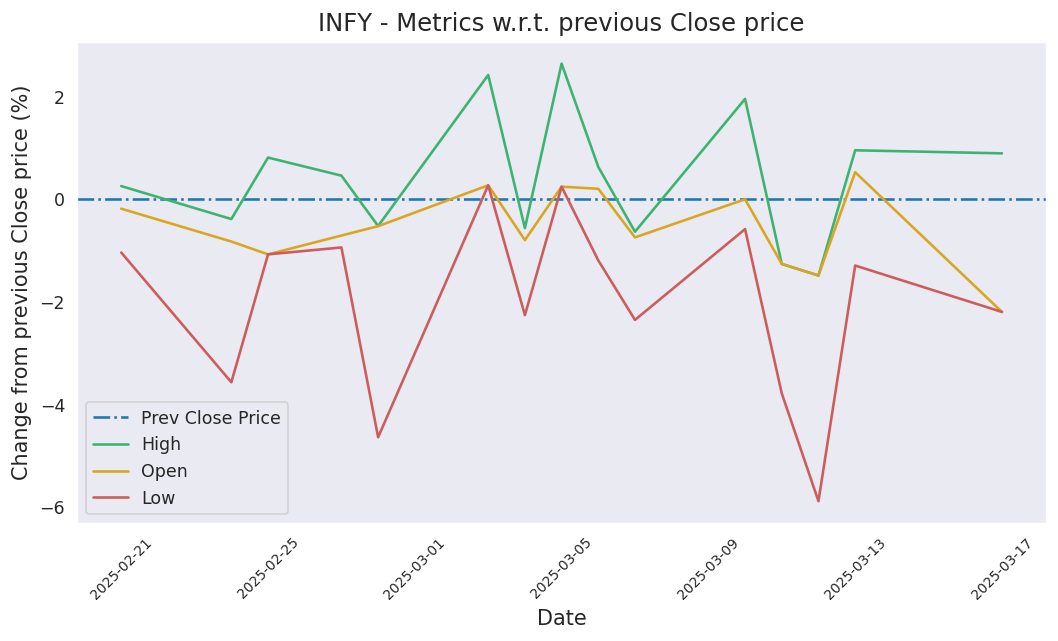 INFY - Metrics w.r.t. previous Close price
Change from previous Close price (%)
2
0
−2
−4
−6
Prev Close Price
High
Open
Low
2025-02-21
2025-02-25
2025-03-01
2025-03-05
2025-03-09
2025-03-13
2025-03-17
Date